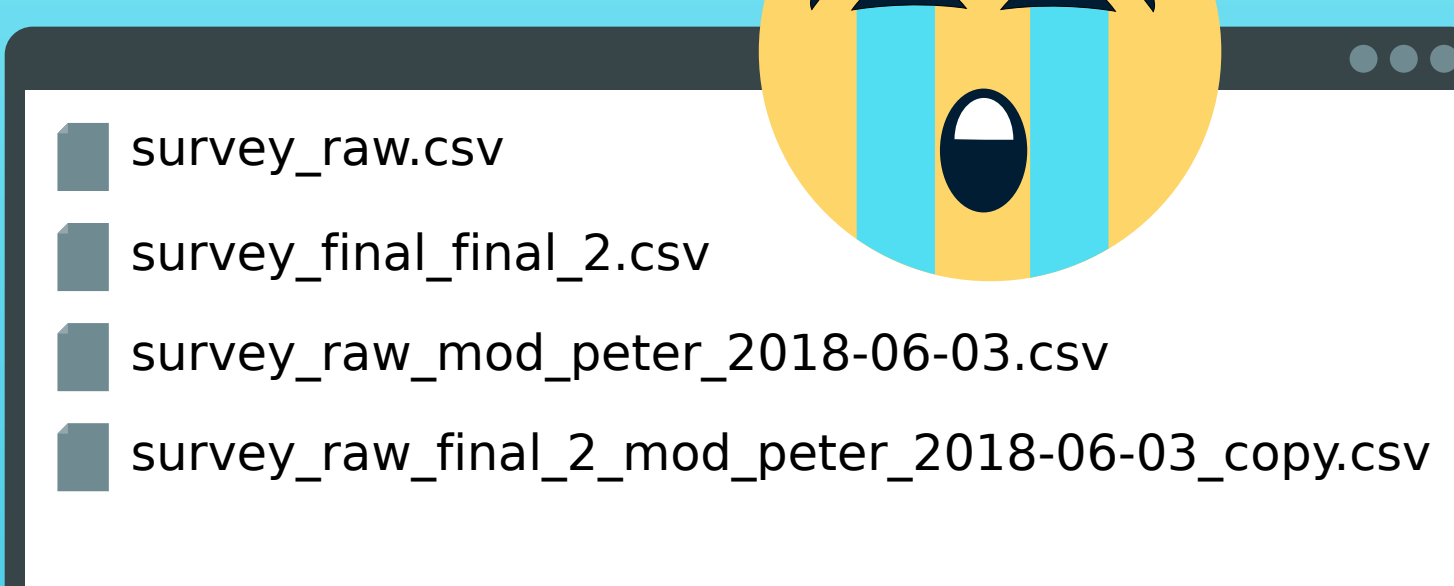 survey_raw.csv
survey_final_final_2.csv
survey_raw_mod_peter_2018-06-03.csv
survey_raw_final_2_mod_peter_2018-06-03_copy.csv